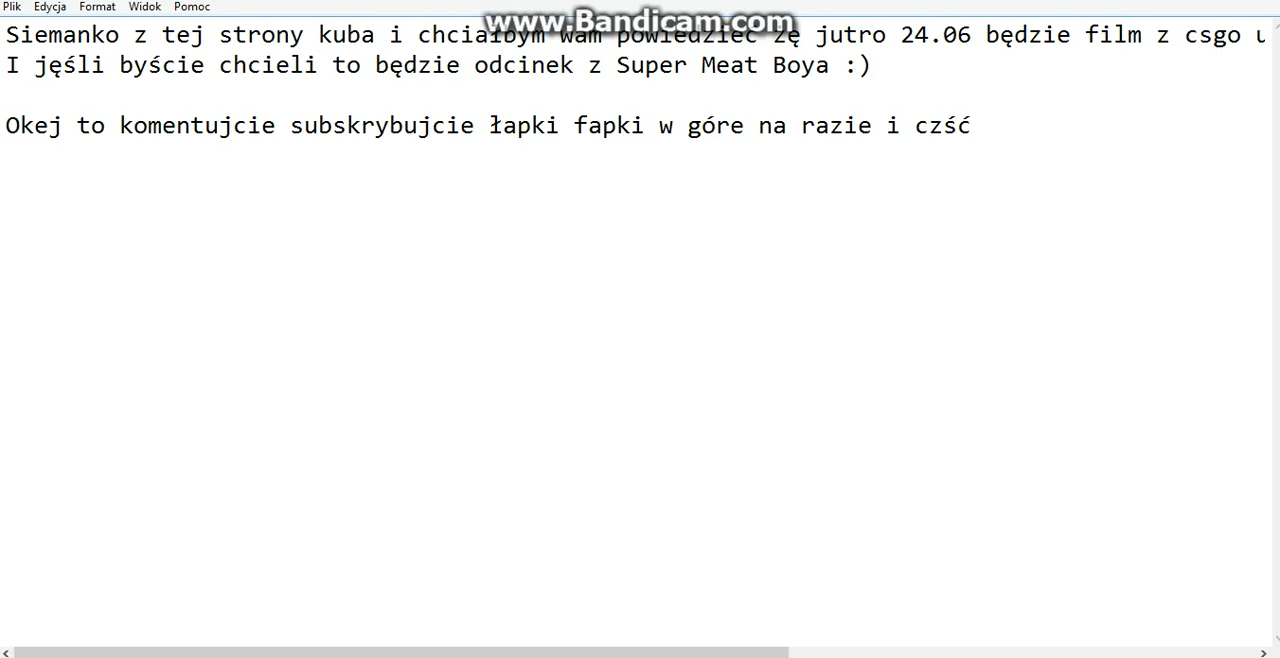 Plik Edycja Format Widok Pomoc
www.Bandicam.com
Siemanko z tej strony kuba i chciałbym wam powiedzieć zę jutro 24.06 będzie film z csgo u
I jęśli byście chcieli to będzie odcinek z Super Meat Boya :)
Okej to komentujcie subskrybujcie łapki fapki w góre na razie i czść